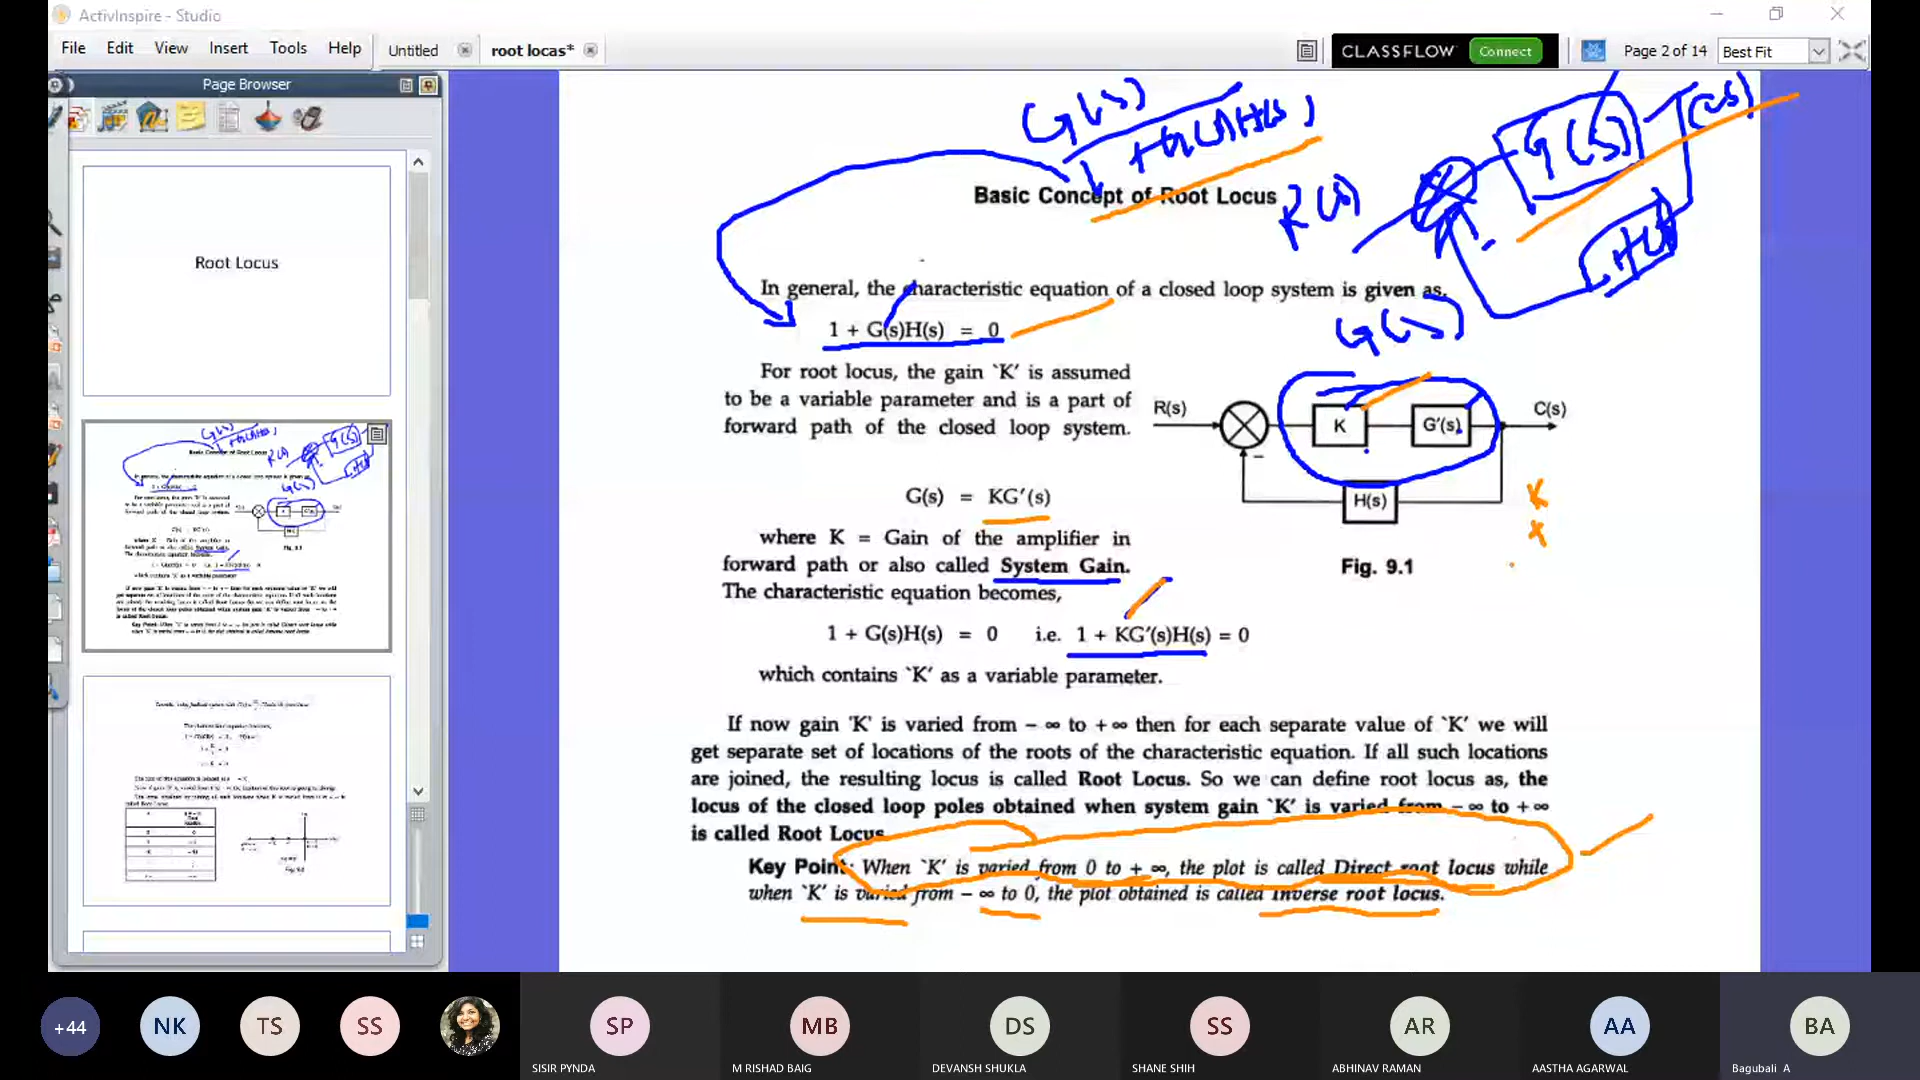 ActivInspire - Studio
File Edit View Insert Tools Help
Untitled
root locas*
CLASSFLOW Connect
Page 2 of 14
Best Fit
Page Browser
Root Locus
G(s)
1+G(s)H(s)
R(s)
G(s)
C(s)
H(s)
Basic Concept of Root Locus
In general, the characteristic equation of a closed loop system is given as,
1 + G(s)H(s) = 0
G(s)
For root locus, the gain `K' is assumed
to be a variable parameter and is a part of
forward path of the closed loop system.
R(s)
K
G'(s)
C(s)
−
H(s)
Fig. 9.1
K
G(s) = KG'(s)
where K = Gain of the amplifier in
forward path or also called System Gain.
The characteristic equation becomes,
1 + G(s)H(s) = 0 i.e. 1 + KG'(s)H(s) = 0
which contains `K' as a variable parameter.
If now gain 'K' is varied from − ∞ to + ∞ then for each separate value of `K' we will
get separate set of locations of the roots of the characteristic equation. If all such locations
are joined, the resulting locus is called Root Locus. So we can define root locus as, the
locus of the closed loop poles obtained when system gain `K' is varied from − ∞ to + ∞
is called Root Locus.
Key Point: When `K' is varied from 0 to + ∞, the plot is called Direct root locus while
when `K' is varied from − ∞ to 0, the plot obtained is called Inverse root locus.
+44
NK
TS
SS
SP
MB
DS
SS
AR
AA
BA
SISIR PYNDA
M RISHAD BAIG
DEVANSH SHUKLA
SHANE SHIH
ABHINAV RAMAN
AASTHA AGARWAL
Bagubali A